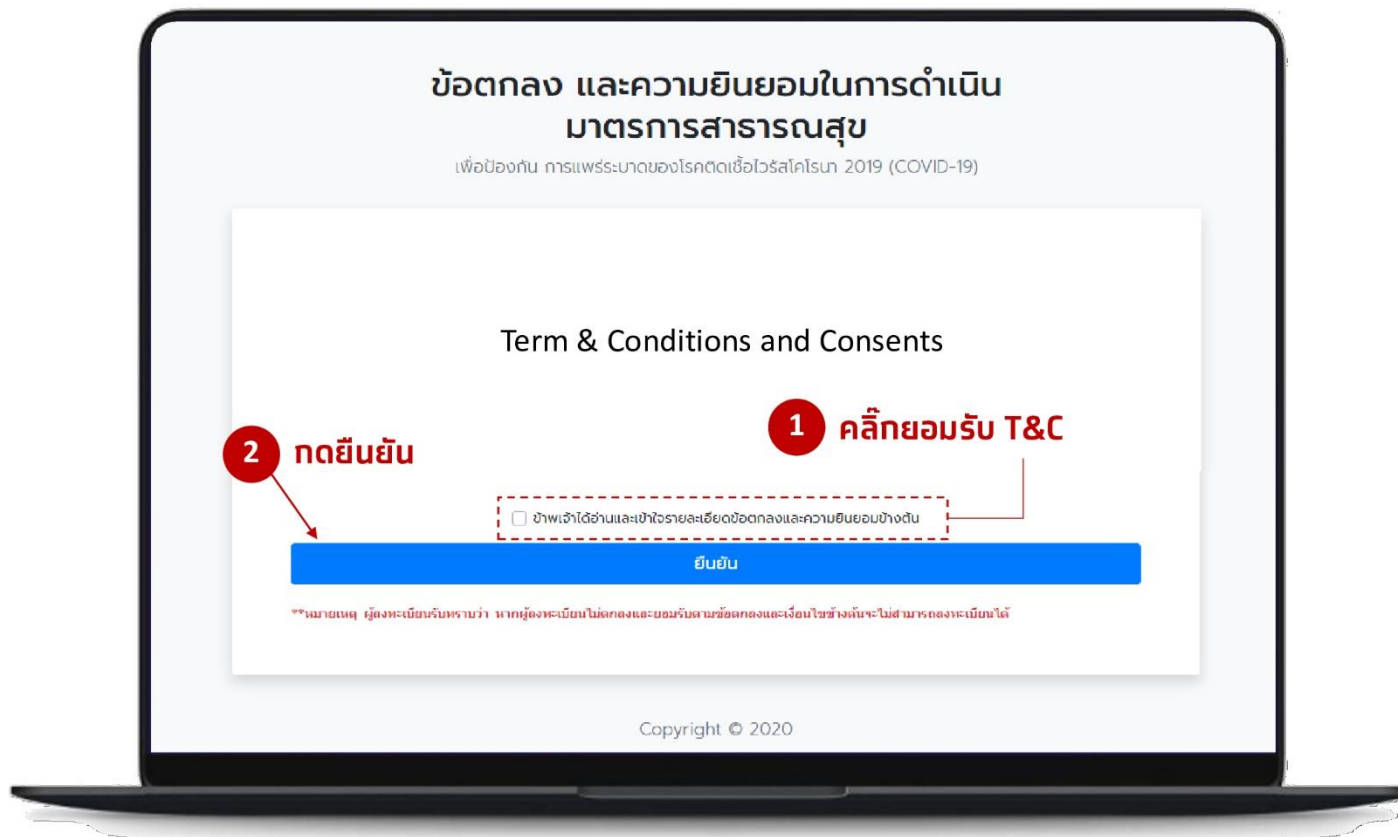 ข้อตกลง และความยินยอมในการดำเนิน
มาตรการสาธารณสุข
เพื่อป้องกัน การแพร่ระบาดของโรคติดเชื้อไวรัสโคโรนา 2019 (COVID-19)
Term & Conditions and Consents
1 คลิ๊กยอมรับ T&C
2 กดยืนยัน
ข้าพเจ้าได้อ่านและเข้าใจรายละเอียดข้อตกลงและความยินยอมข้างต้น
ยืนยัน
**หมายเหตุ ผู้ลงทะเบียนรับทราบว่า หากผู้ลงทะเบียนไม่ตกลงและยอมรับตามข้อตกลงและเงื่อนไขข้างต้นจะไม่สามารถลงทะเบียนได้
Copyright © 2020